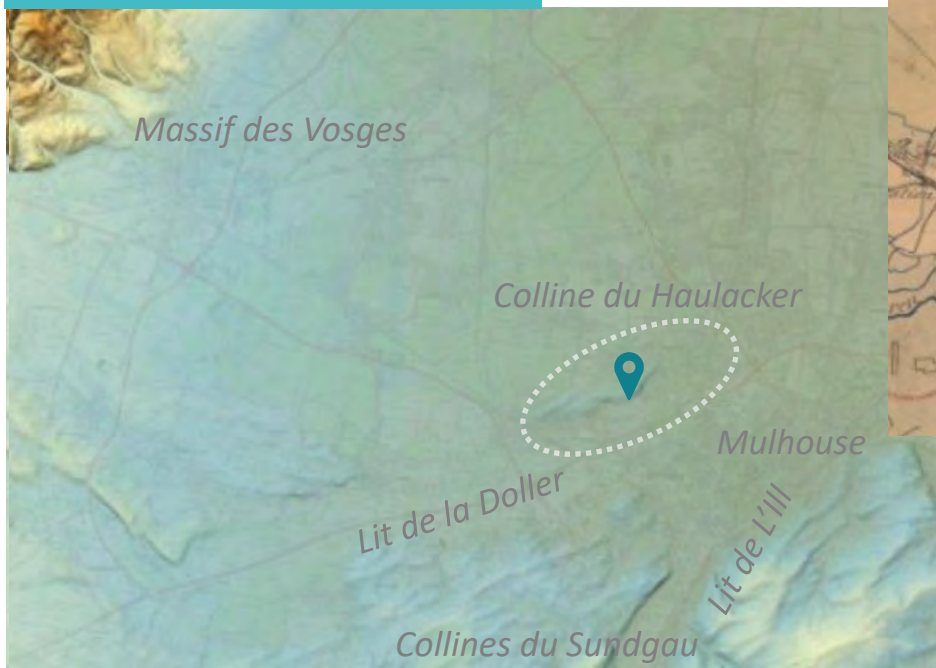 Massif des Vosges
Colline du Haulacker
Mulhouse
Lit de la Doller
Lit de L'Ill
Collines du Sundgau